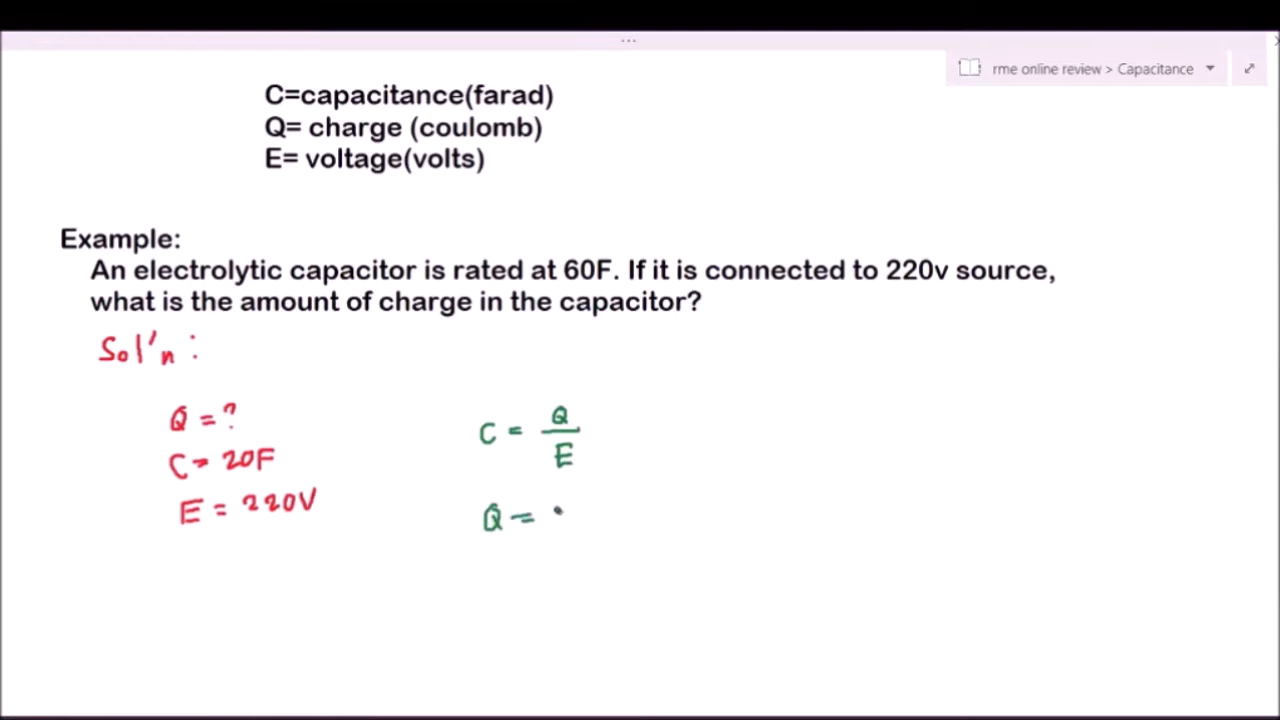 ...
rme online review > Capacitance
C=capacitance(farad)
Q= charge (coulomb)
E= voltage(volts)
Example:
An electrolytic capacitor is rated at 60F. If it is connected to 220v source,
what is the amount of charge in the capacitor?
Sol'n :
Q = ?
C = 20F
E = 220V
C = Q/E
Q =